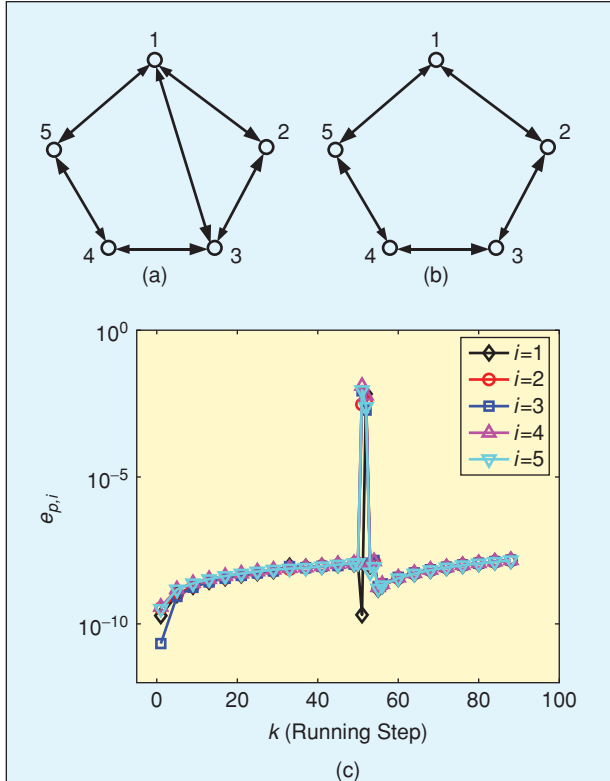 1
5
2
4
3
(a)
1
5
2
4
3
(b)
10^0
10^−5
10^−10
e_{p,i}
i=1
i=2
i=3
i=4
i=5
0 20 40 60 80 100
k (Running Step)
(c)